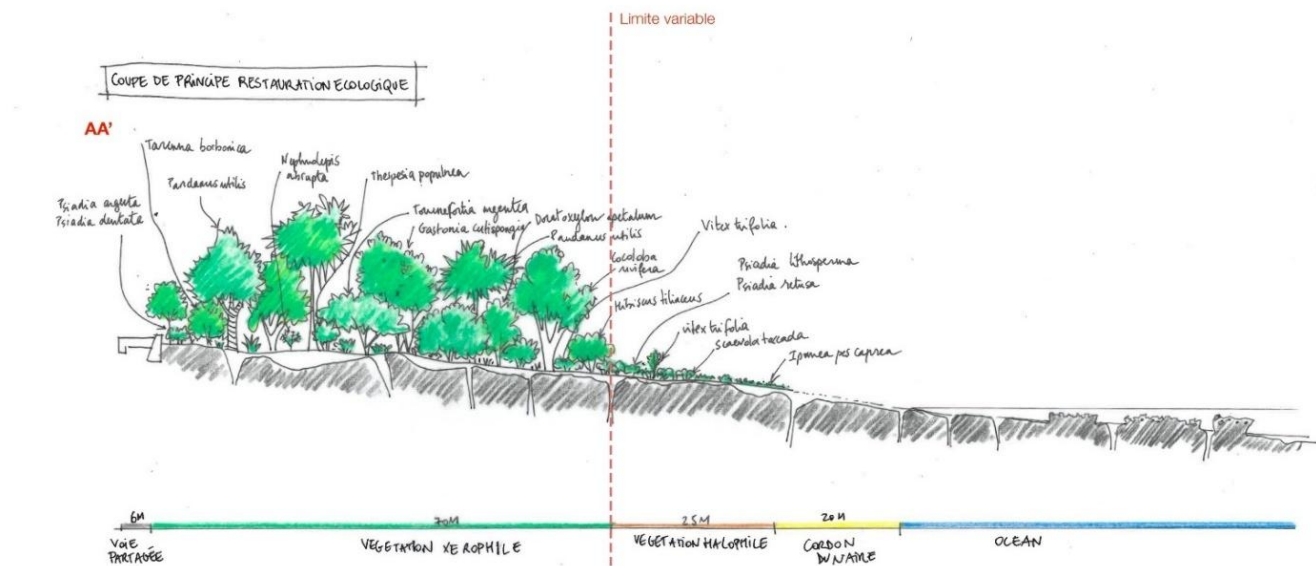 Limite variable
COUPE DE PRINCIPE RESTAURATION ECOLOGIQUE
AA'
Tarenna borbonica
Pandanus utilis
Psiadia arguta
Psiadia dentata
Nephrolepis
abrupta
Thespesia populnea
Tournefortia argentea
Gastonia cutispongia
Doratoxylon apetalum
Pandanus utilis
Cocoloba
uvifera
Hibiscus tiliaceus
Vitex trifolia.
Psiadia lithosperma
Psiadia retusa
vitex trifolia
scaevola taccada
Ipomea pes caprea
6M
70M
25M
20M
VOIE
PARTAGÉE
VEGETATION XEROPHILE
VEGETATION HALOPHILE
CORDON
DUNAIRE
OCEAN